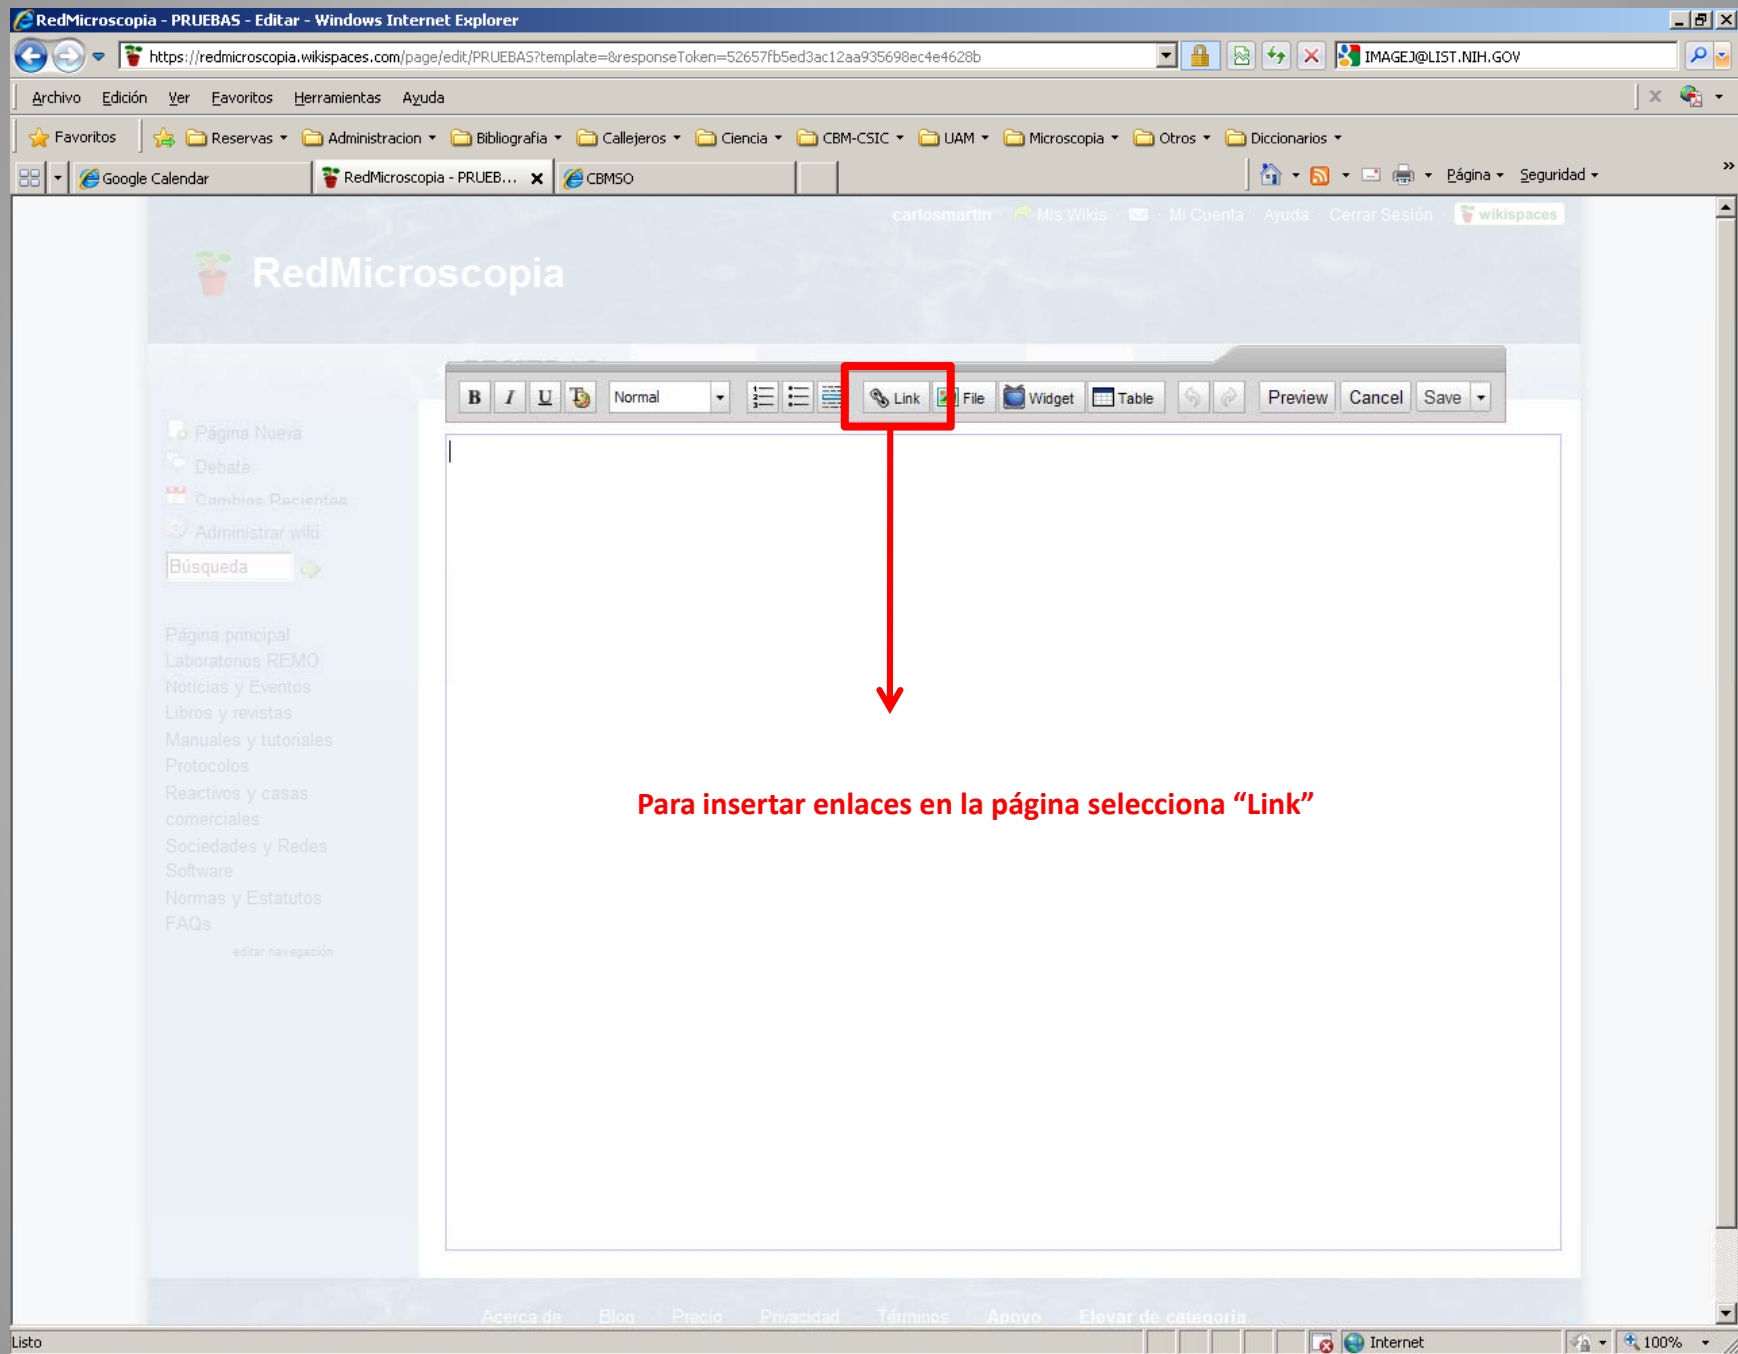 RedMicroscopia - PRUEBAS - Editar - Windows Internet Explorer
https://redmicroscopia.wikispaces.com/page/edit/PRUEBAS?template=&responseToken=52657fb5ed3ac12aa935698ec4e4628b
IMAGEJ@LIST.NIH.GOV
Archivo Edición Ver Favoritos Herramientas Ayuda
Favoritos Reservas Administracion Bibliografia Callejeros Ciencia CBM-CSIC UAM Microscopia Otros Diccionarios
Google Calendar RedMicroscopia - PRUEB... CBMSO Página Seguridad »
carlosmartin Mis Wikis Mi Cuenta Ayuda Cerrar Sesión wikispaces
RedMicroscopia
B I U Normal Link File Widget Table Preview Cancel Save
Página Nueva
Debate
Cambios Recientes
Administrar wiki
Búsqueda
Página principal
Laboratorios REMO
Noticias y Eventos
Libros y revistas
Manuales y tutoriales
Protocolos
Reactivos y casas
comerciales
Sociedades y Redes
Software
Normas y Estatutos
FAQs
editar navegación
Para insertar enlaces en la página selecciona “Link”
Acerca de Blog Precio Privacidad Términos Apoyo Elevar de categoría
Listo Internet 100%